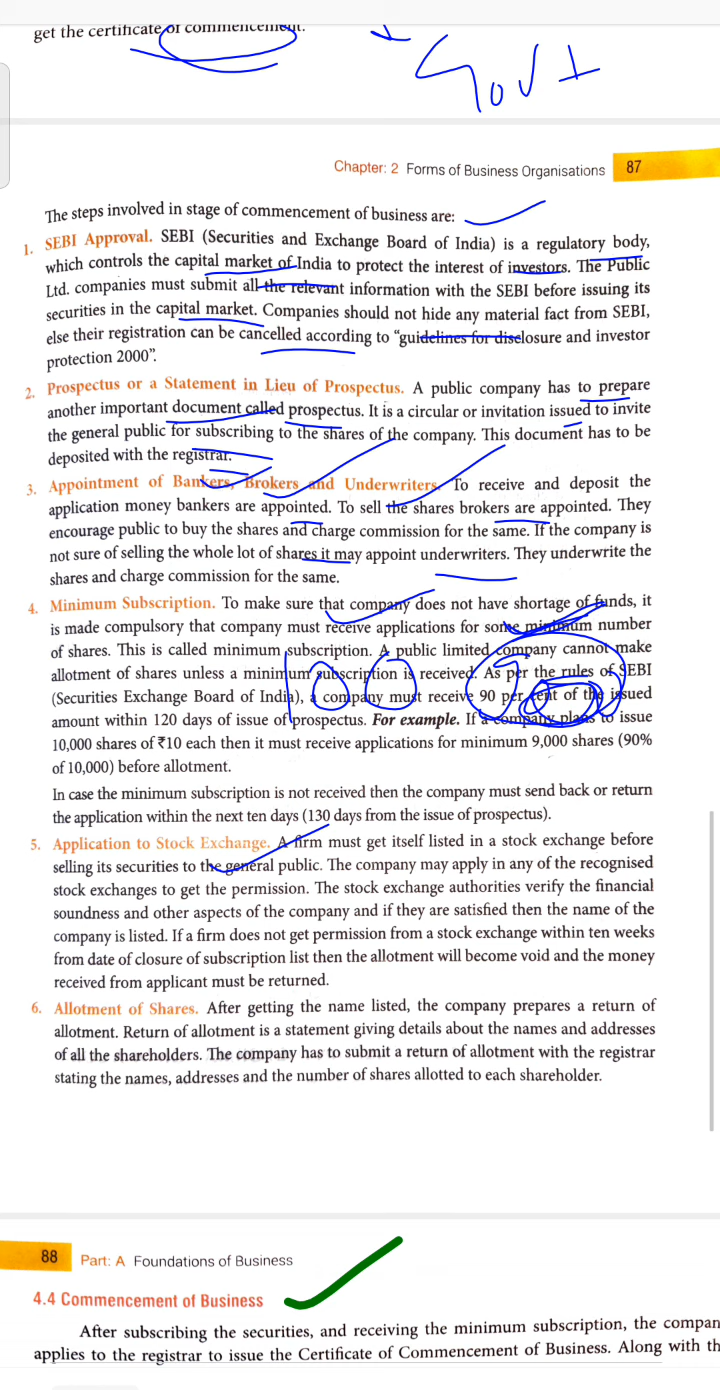 get the certificate of commencement.
Govt
Chapter: 2 Forms of Business Organisations 87
The steps involved in stage of commencement of business are:
1. SEBI Approval. SEBI (Securities and Exchange Board of India) is a regulatory body,
which controls the capital market of India to protect the interest of investors. The Public
Ltd. companies must submit all the relevant information with the SEBI before issuing its
securities in the capital market. Companies should not hide any material fact from SEBI,
else their registration can be cancelled according to “guidelines for disclosure and investor
protection 2000”.
2. Prospectus or a Statement in Lieu of Prospectus. A public company has to prepare
another important document called prospectus. It is a circular or invitation issued to invite
the general public for subscribing to the shares of the company. This document has to be
deposited with the registrar.
3. Appointment of Bankers, Brokers and Underwriters. To receive and deposit the
application money bankers are appointed. To sell the shares brokers are appointed. They
encourage public to buy the shares and charge commission for the same. If the company is
not sure of selling the whole lot of shares it may appoint underwriters. They underwrite the
shares and charge commission for the same.
4. Minimum Subscription. To make sure that company does not have shortage of funds, it
is made compulsory that company must receive applications for some minimum number
of shares. This is called minimum subscription. A public limited company cannot make
allotment of shares unless a minimum subscription is received. As per the rules of SEBI
100
(Securities Exchange Board of India), a company must receive 90 per cent of the issued
amount within 120 days of issue of prospectus. For example. If a company plans to issue
10,000 shares of ₹10 each then it must receive applications for minimum 9,000 shares (90%
of 10,000) before allotment.
In case the minimum subscription is not received then the company must send back or return
the application within the next ten days (130 days from the issue of prospectus).
5. Application to Stock Exchange. A firm must get itself listed in a stock exchange before
selling its securities to the general public. The company may apply in any of the recognised
stock exchanges to get the permission. The stock exchange authorities verify the financial
soundness and other aspects of the company and if they are satisfied then the name of the
company is listed. If a firm does not get permission from a stock exchange within ten weeks
from date of closure of subscription list then the allotment will become void and the money
received from applicant must be returned.
6. Allotment of Shares. After getting the name listed, the company prepares a return of
allotment. Return of allotment is a statement giving details about the names and addresses
of all the shareholders. The company has to submit a return of allotment with the registrar
stating the names, addresses and the number of shares allotted to each shareholder.
88 Part: A Foundations of Business
4.4 Commencement of Business
After subscribing the securities, and receiving the minimum subscription, the compan
applies to the registrar to issue the Certificate of Commencement of Business. Along with th